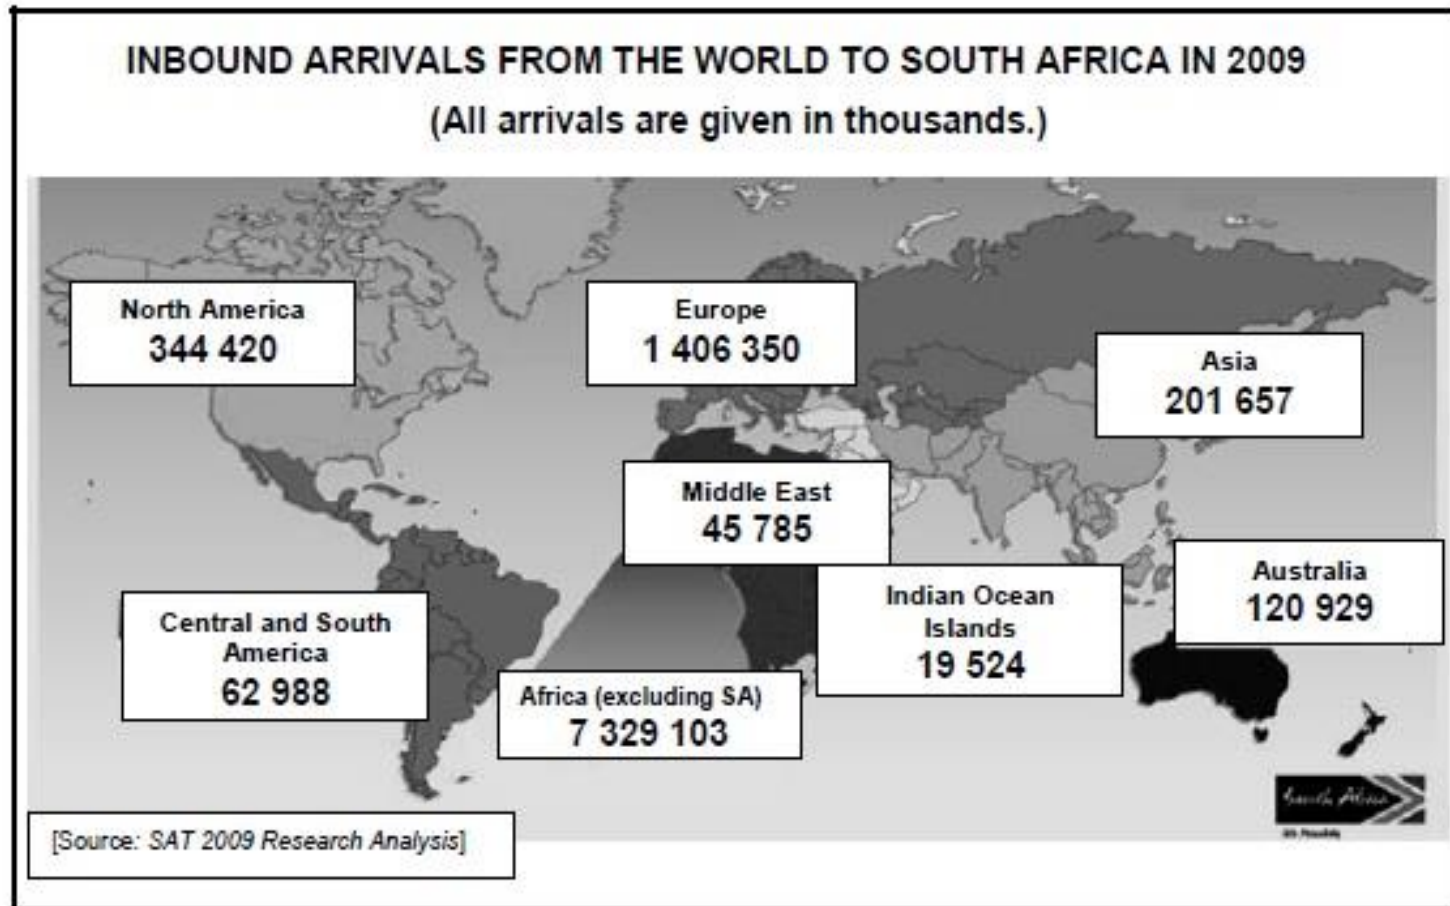 INBOUND ARRIVALS FROM THE WORLD TO SOUTH AFRICA IN 2009
(All arrivals are given in thousands.)
North America
344 420
Europe
1 406 350
Asia
201 657
Middle East
45 785
Australia
120 929
Indian Ocean
Islands
19 524
Central and South
America
62 988
Africa (excluding SA)
7 329 103
South Africa
[Source: SAT 2009 Research Analysis]